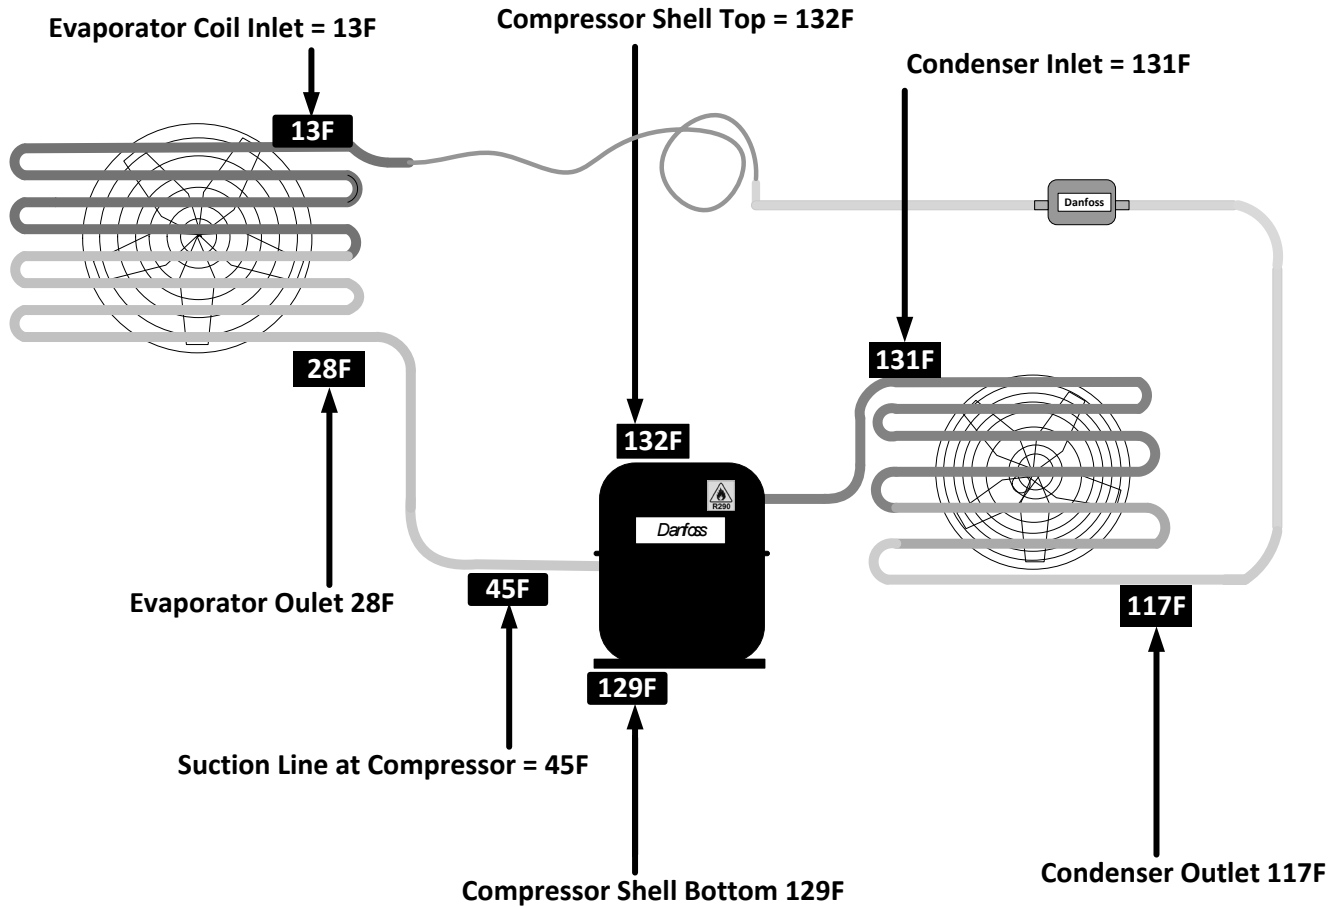 Compressor Shell Top = 132F
Evaporator Coil Inlet = 13F
Condenser Inlet = 131F
13F
Danfoss
131F
28F
132F
R290
Danfoss
45F
Evaporator Oulet 28F
117F
129F
Suction Line at Compressor = 45F
Condenser Outlet 117F
Compressor Shell Bottom 129F